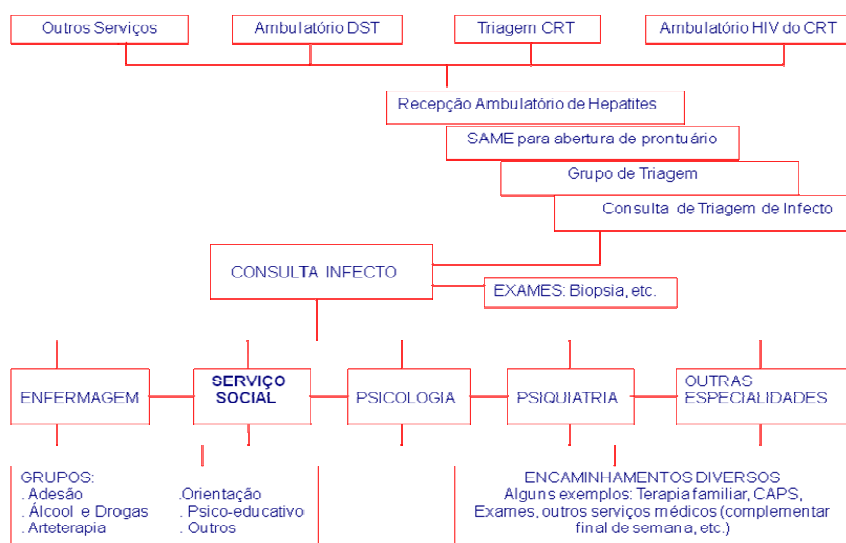 Outros Serviços
Ambulatório DST
Triagem CRT
Ambulatório HIV do CRT
Recepção Ambulatório de Hepatites
SAME para abertura de prontuário
Grupo de Triagem
Consulta de Triagem de Infecto
CONSULTA INFECTO
EXAMES: Biopsia, etc.
ENFERMAGEM
SERVIÇO
SOCIAL
PSICOLOGIA
PSIQUIATRIA
OUTRAS
ESPECIALIDADES
GRUPOS:
. Adesão
. Álcool e Drogas
. Arteterapia
.Orientação
. Psico-educativo
. Outros
ENCAMINHAMENTOS DIVERSOS
Alguns exemplos: Terapia familiar, CAPS,
Exames, outros serviços médicos (complementar
final de semana, etc.)